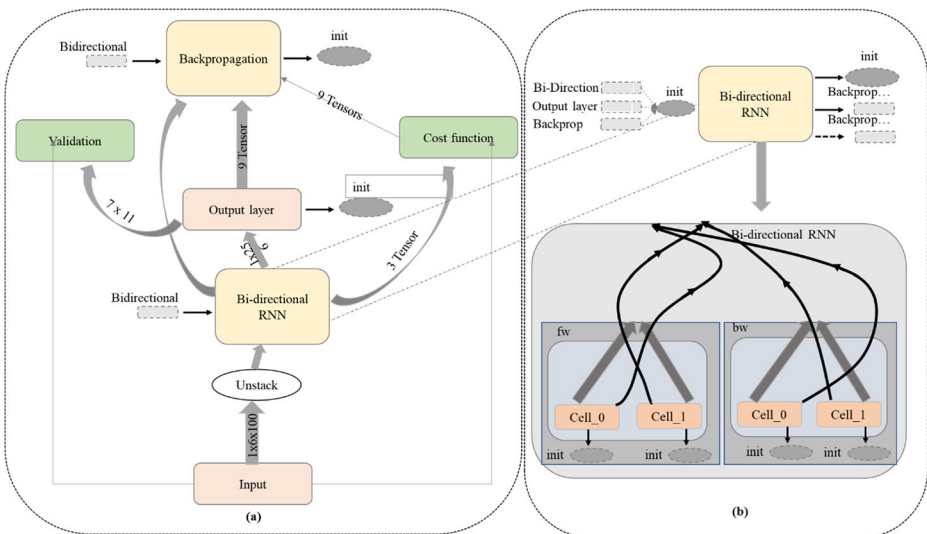 init
Bidirectional
Backpropagation
9 Tensors
Validation
Cost function
9 Tensor
init
7 x 11
Output layer
6
1x25
3 Tensor
Bidirectional
Bi-directional
RNN
Unstack
1x6x100
Input
(a)
init
Bi-Direction
Output layer
Backprop
init
Bi-directional
RNN
Backprop…
Backprop…
Bi-directional RNN
fw
bw
Cell_0
Cell_1
Cell_0
Cell_1
init
init
init
init
(b)